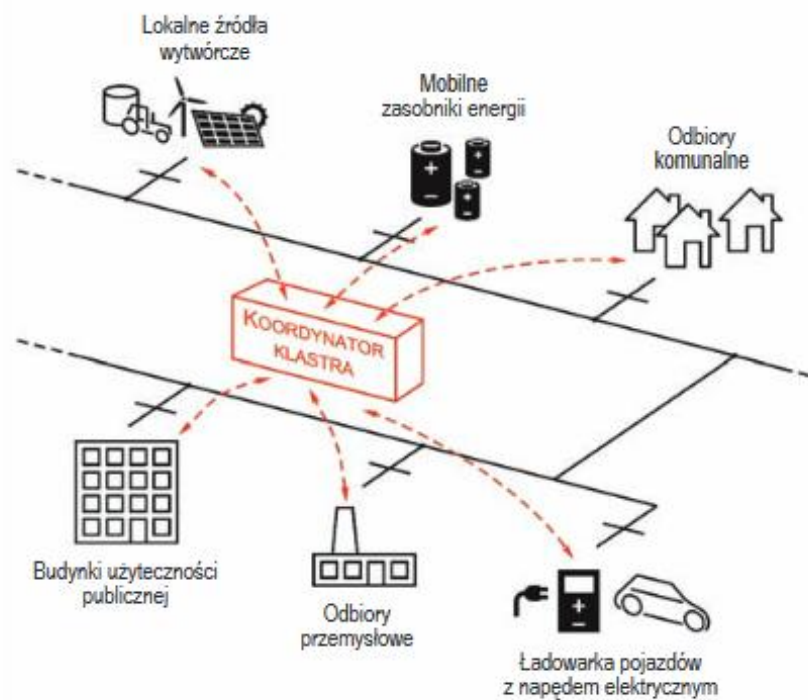 Lokalne źródła
wytwórcze
Mobilne
zasobniki energii
Odbiory
komunalne
KOORDYNATOR
KLASTRA
Budynki użyteczności
publicznej
Odbiory
przemysłowe
Ładowarka pojazdów
z napędem elektrycznym